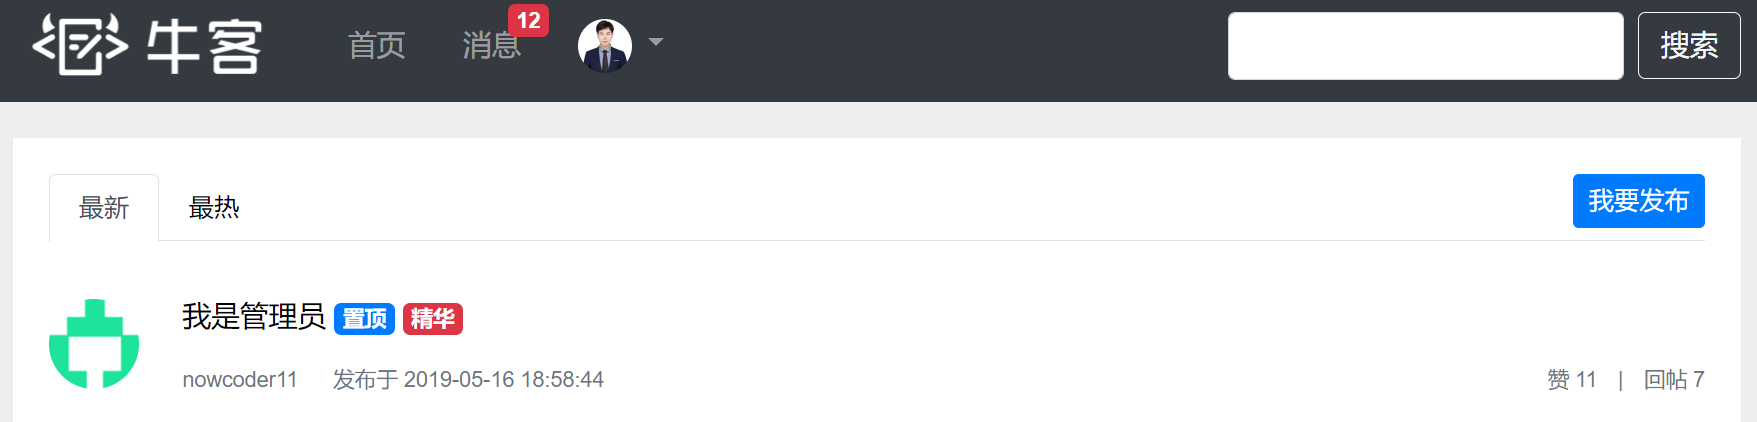 牛客 首页 消息 12 搜索
最新 最热 我要发布
我是管理员 置顶 精华
nowcoder11 发布于 2019-05-16 18:58:44 赞 11 | 回帖 7